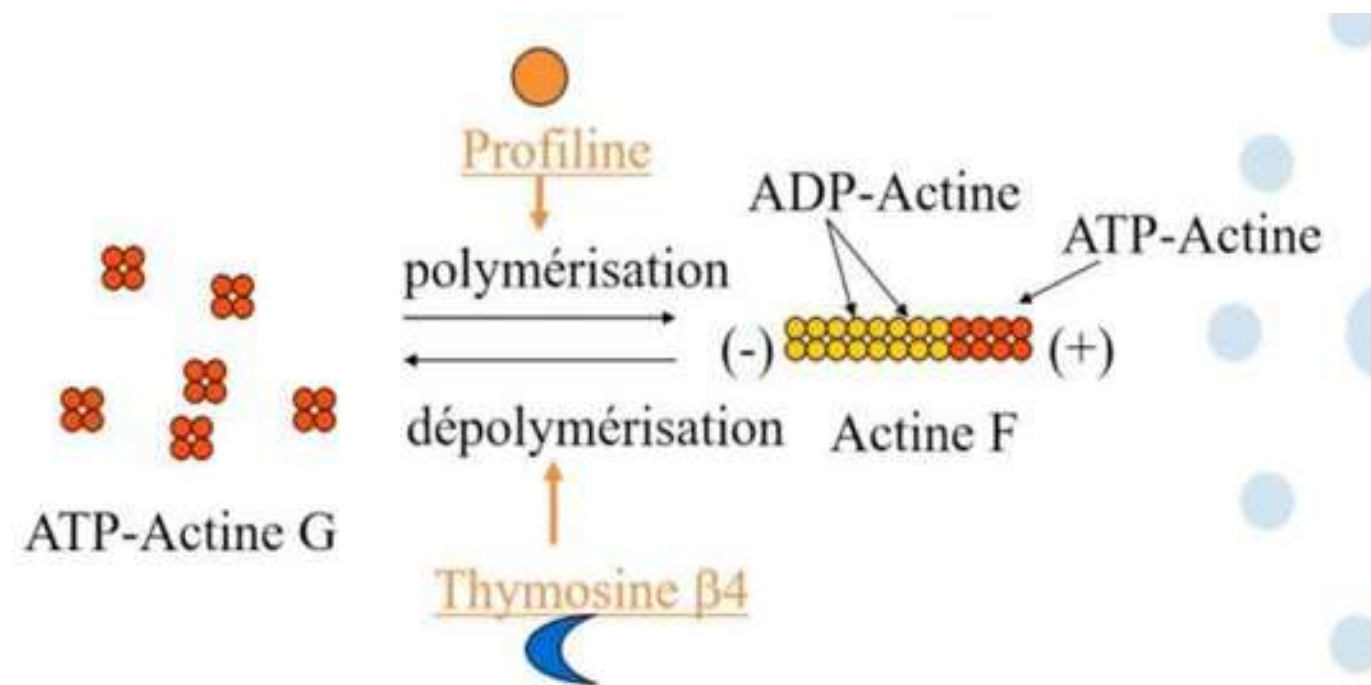 Profiline
ADP-Actine
ATP-Actine
polymérisation
(-)
(+)
dépolymérisation
Actine F
ATP-Actine G
Thymosine β4